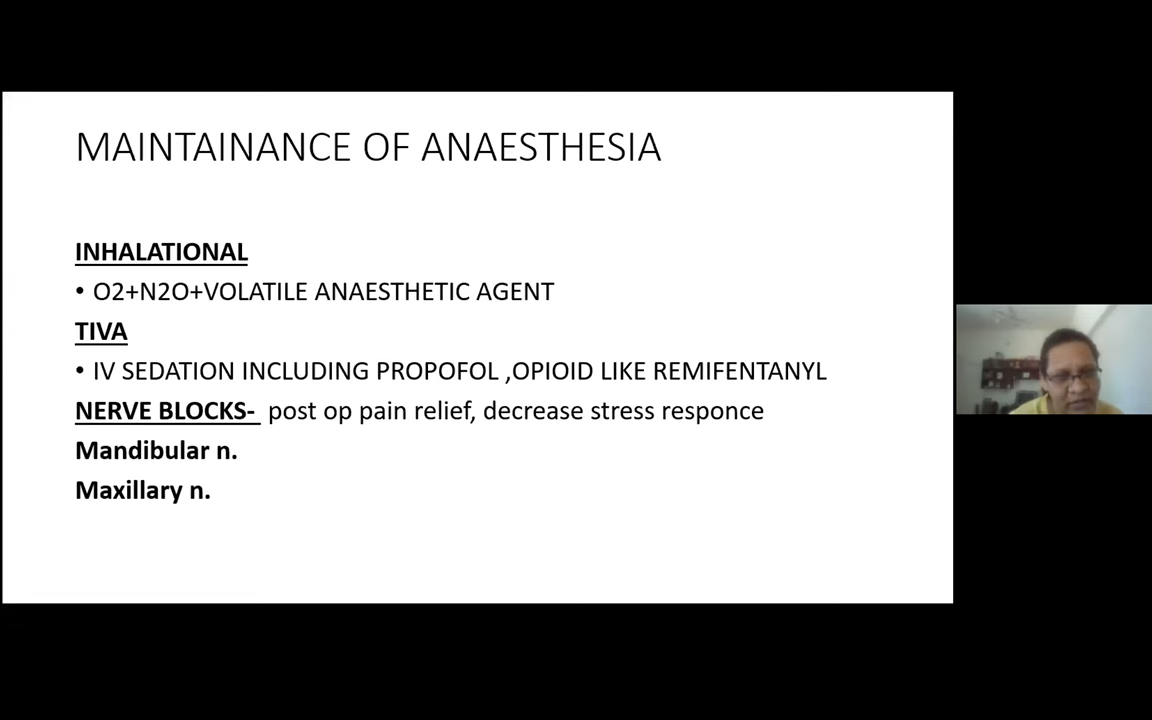 MAINTAINANCE OF ANAESTHESIA
INHALATIONAL
• O2+N2O+VOLATILE ANAESTHETIC AGENT
TIVA
• IV SEDATION INCLUDING PROPOFOL ,OPIOID LIKE REMIFENTANYL
NERVE BLOCKS- post op pain relief, decrease stress responce
Mandibular n.
Maxillary n.